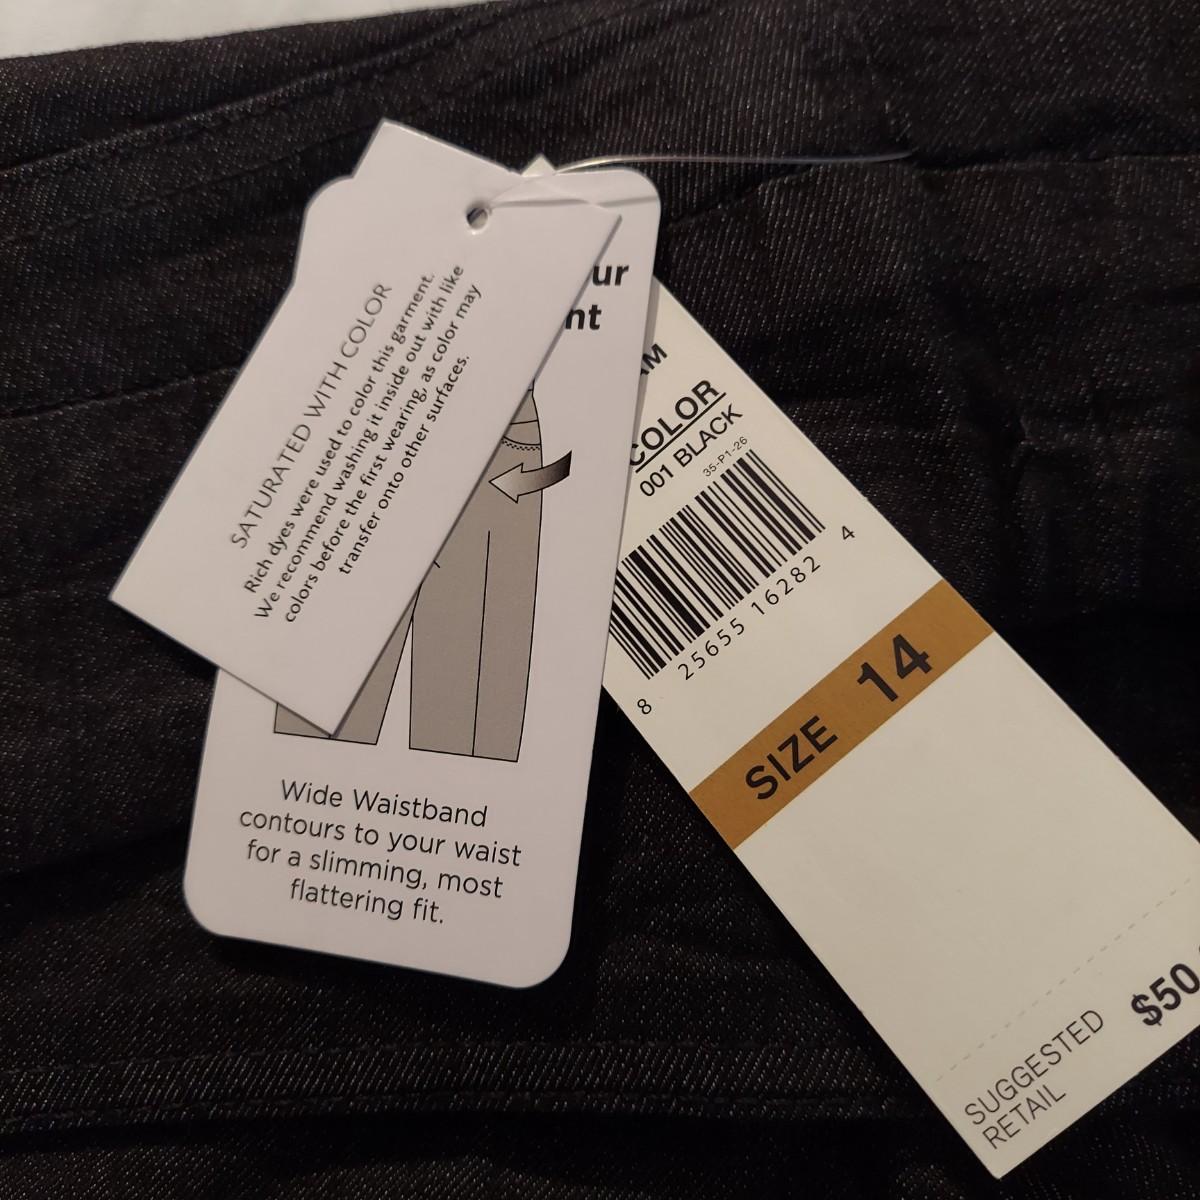 SATURATED WITH COLOR
Rich dyes were used to color this garment.
We recommend washing it inside out with like
colors before the first wearing, as color may
transfer onto other surfaces.
ur
nt
Wide Waistband
contours to your waist
for a slimming, most
flattering fit.
COLOR
001 BLACK
35-P1-26
8 25655 16282 4
SIZE 14
SUGGESTED
RETAIL
$50